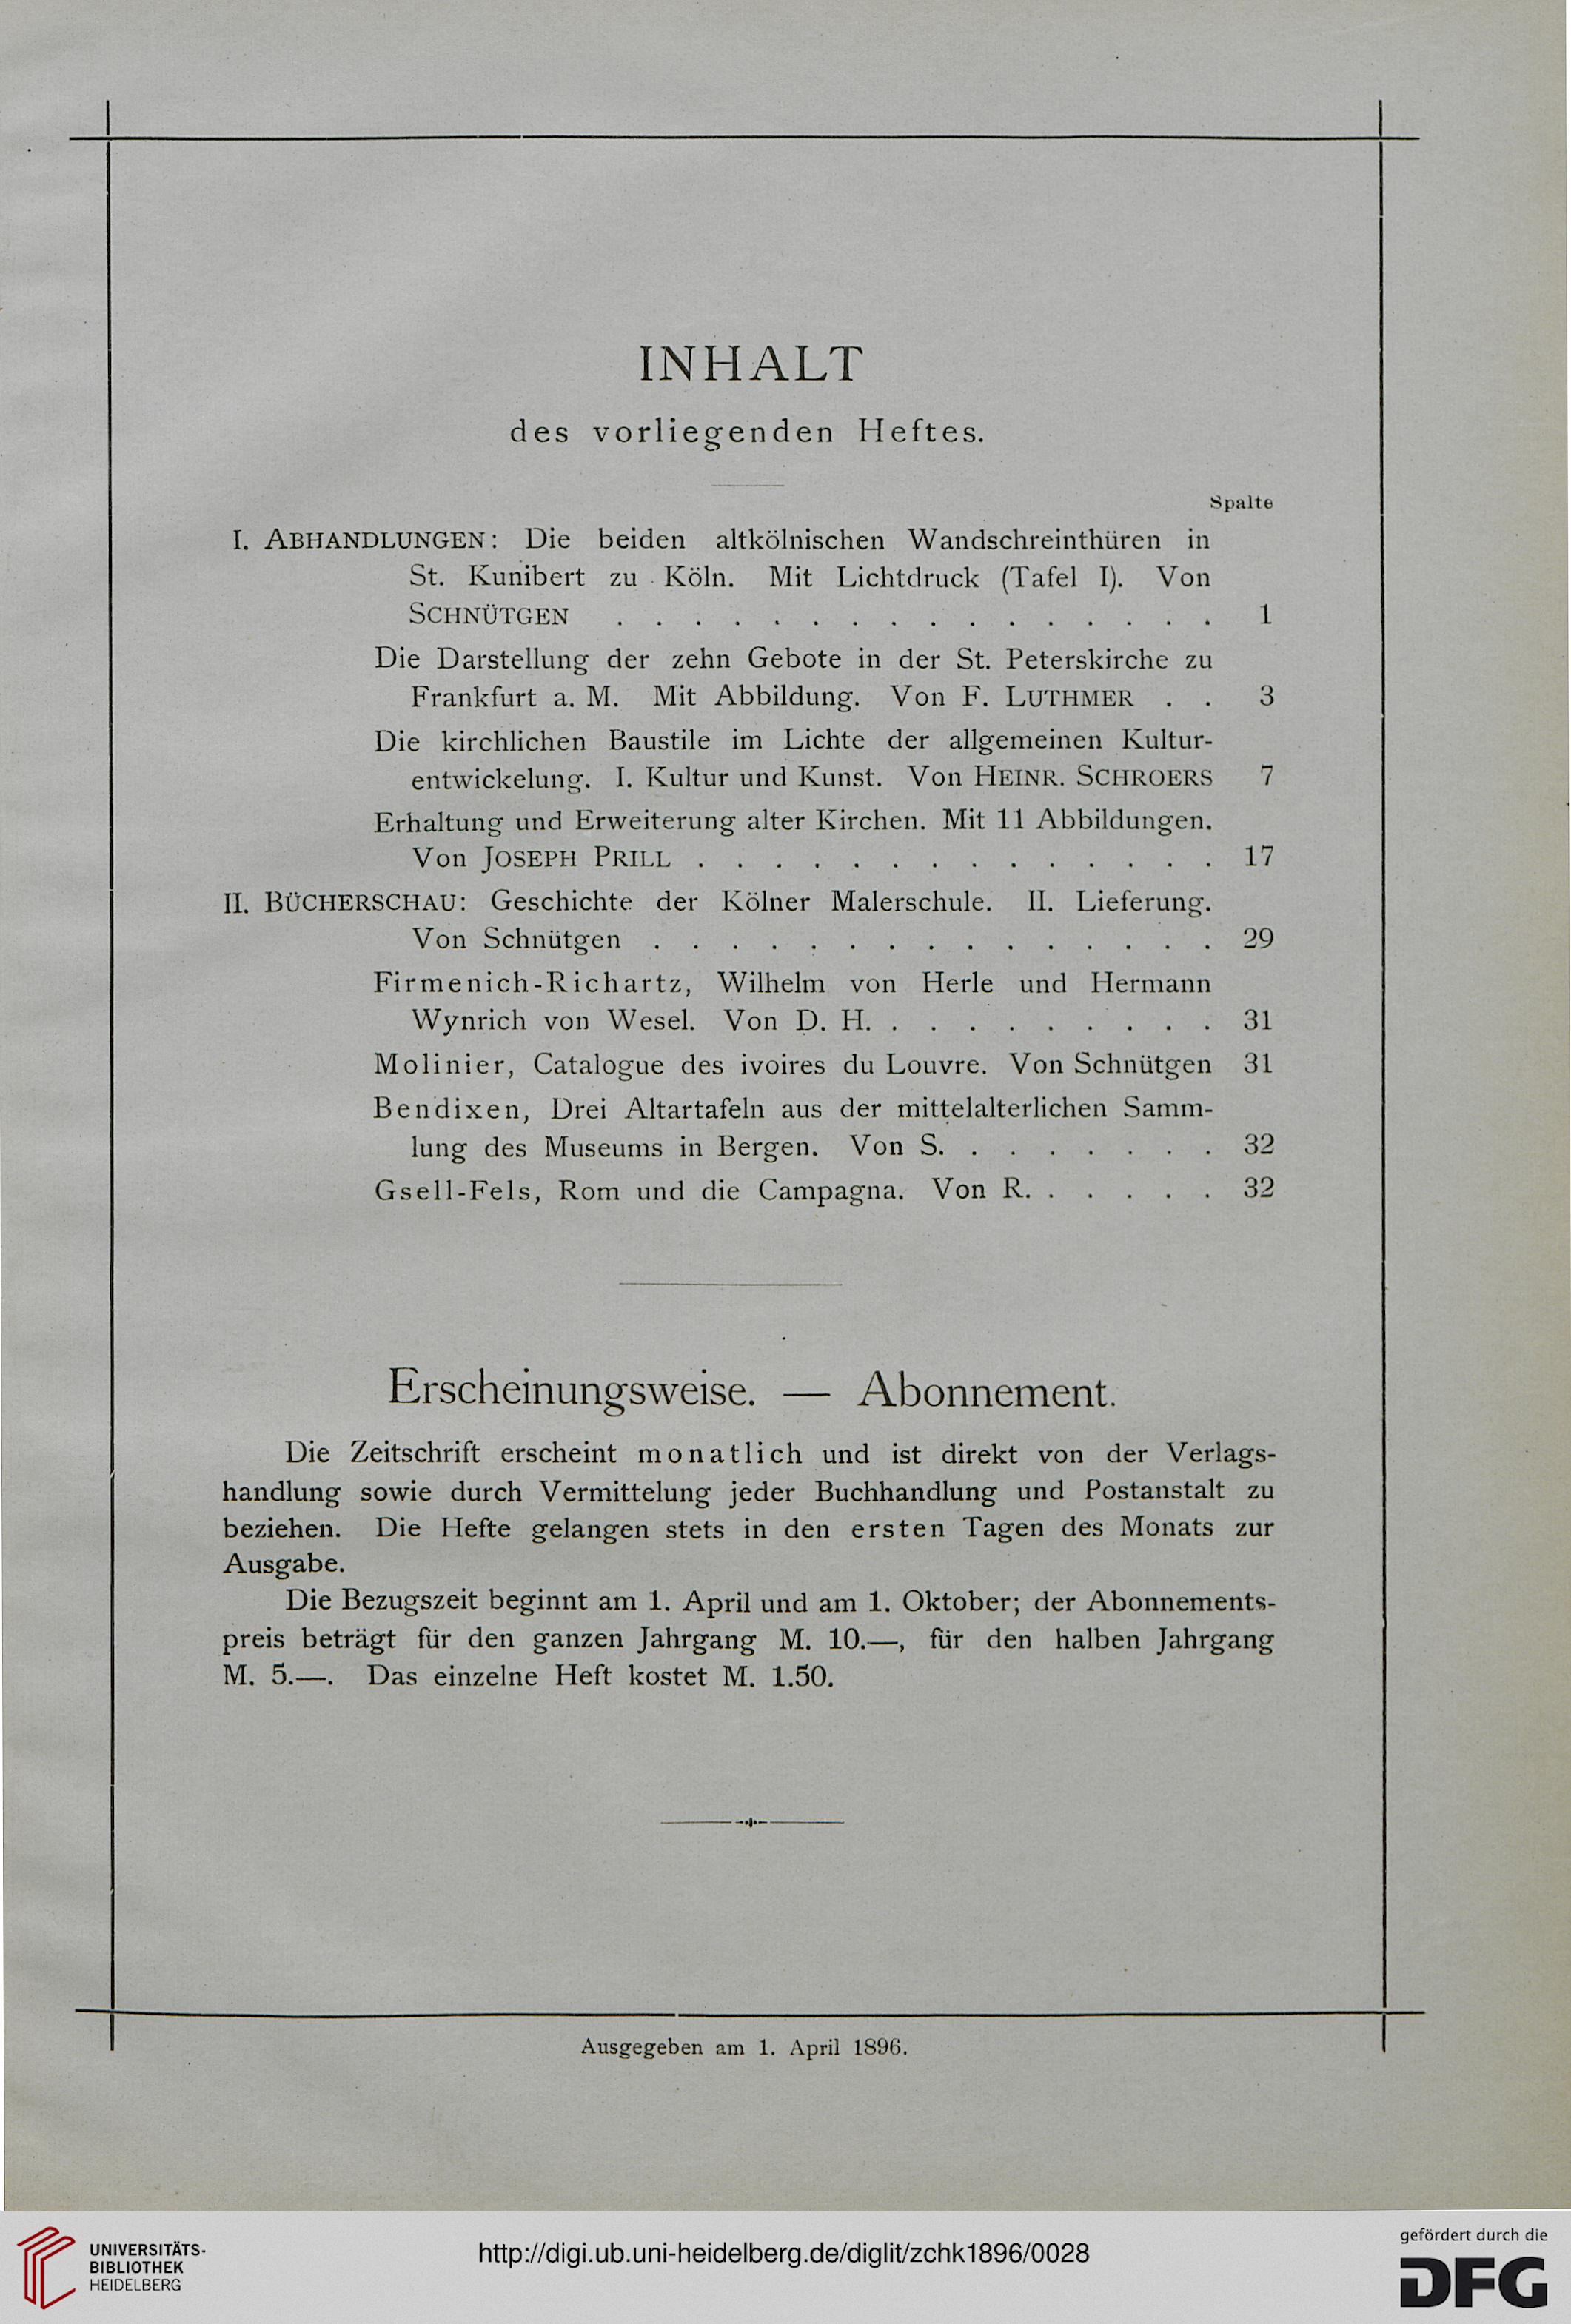 INHALT
des vorliegenden Heftes.
Spalte
I. ABHANDLUNGEN: Die beiden altkölnischen Wandschreinthüren in
St. Kunibert zu Köln. Mit Lichtdruck (Tafel I). Von
SCHNÜTGEN . . . . . . . . . . . . . . . . 1
Die Darstellung der zehn Gebote in der St. Peterskirche zu
Frankfurt a. M. Mit Abbildung. Von F. LUTHMER . . 3
Die kirchlichen Baustile im Lichte der allgemeinen Kultur-
entwickelung. I. Kultur und Kunst. Von HEINR. SCHROERS 7
Erhaltung und Erweiterung alter Kirchen. Mit 11 Abbildungen.
Von JOSEPH PRILL . . . . . . . . . . . . . . 17
II. BÜCHERSCHAU: Geschichte der Kölner Malerschule. II. Lieferung.
Von Schnütgen . . . . . . . . . . . . . . . 29
Firmenich-Richartz, Wilhelm von Herle und Hermann
Wynrich von Wesel. Von D. H. . . . . . . . . . 31
Molinier, Catalogue des ivoires du Louvre. Von Schnütgen 31
Bendixen, Drei Altartafeln aus der mittelalterlichen Samm-
lung des Museums in Bergen. Von S. . . . . . . . 32
Gsell-Fels, Rom und die Campagna. Von R. . . . . . 32
Erscheinungsweise. — Abonnement.
Die Zeitschrift erscheint monatlich und ist direkt von der Verlags-
handlung sowie durch Vermittelung jeder Buchhandlung und Postanstalt zu
beziehen. Die Hefte gelangen stets in den ersten Tagen des Monats zur
Ausgabe.
Die Bezugszeit beginnt am 1. April und am 1. Oktober; der Abonnements-
preis beträgt für den ganzen Jahrgang M. 10.—, für den halben Jahrgang
M. 5.—. Das einzelne Heft kostet M. 1.50.
Ausgegeben am 1. April 1896.
UNIVERSITÄTS-
BIBLIOTHEK
HEIDELBERG
http://digi.ub.uni-heidelberg.de/diglit/zchk1896/0028
gefördert durch die
DFG